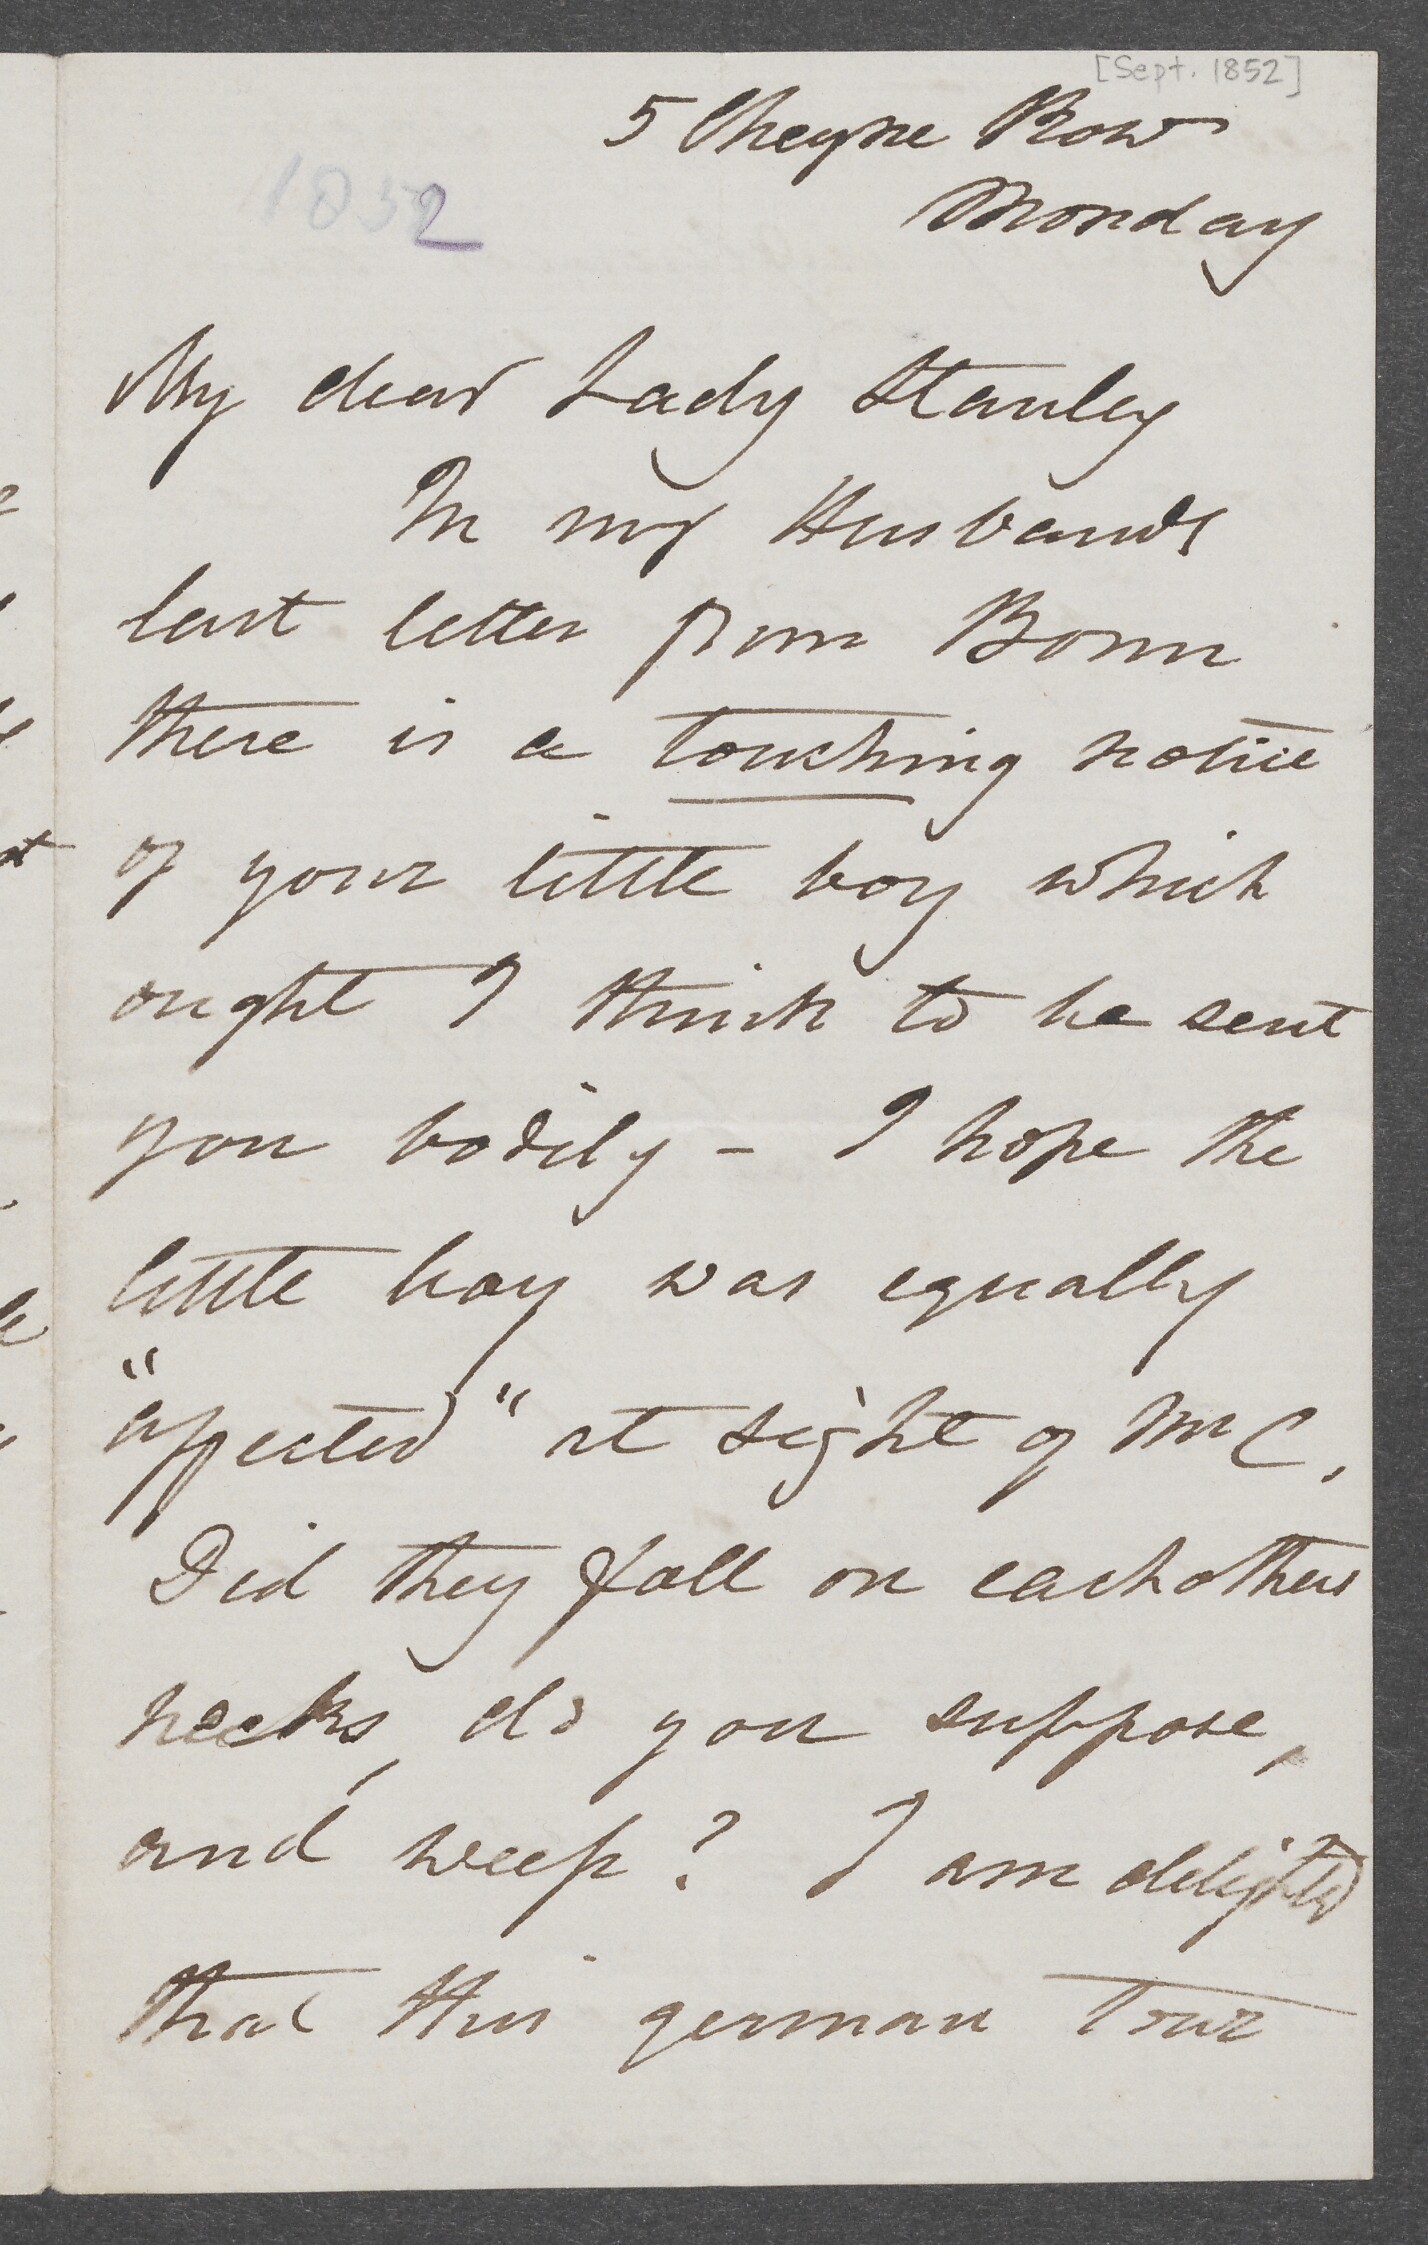 [Sept. 1852]
5 Cheyne Row
1852
Monday
My dear Lady Stanley
In my Husbands
last letter from Bonn
there is a touching notice
of your little boy which
ought I think to be sent
you bodily – I hope the
little boy was equally
"affected" at sight of Mr C.
Did they fall on eachothers
necks, do you suppose,
and weep? I am delighted
that this german Tour